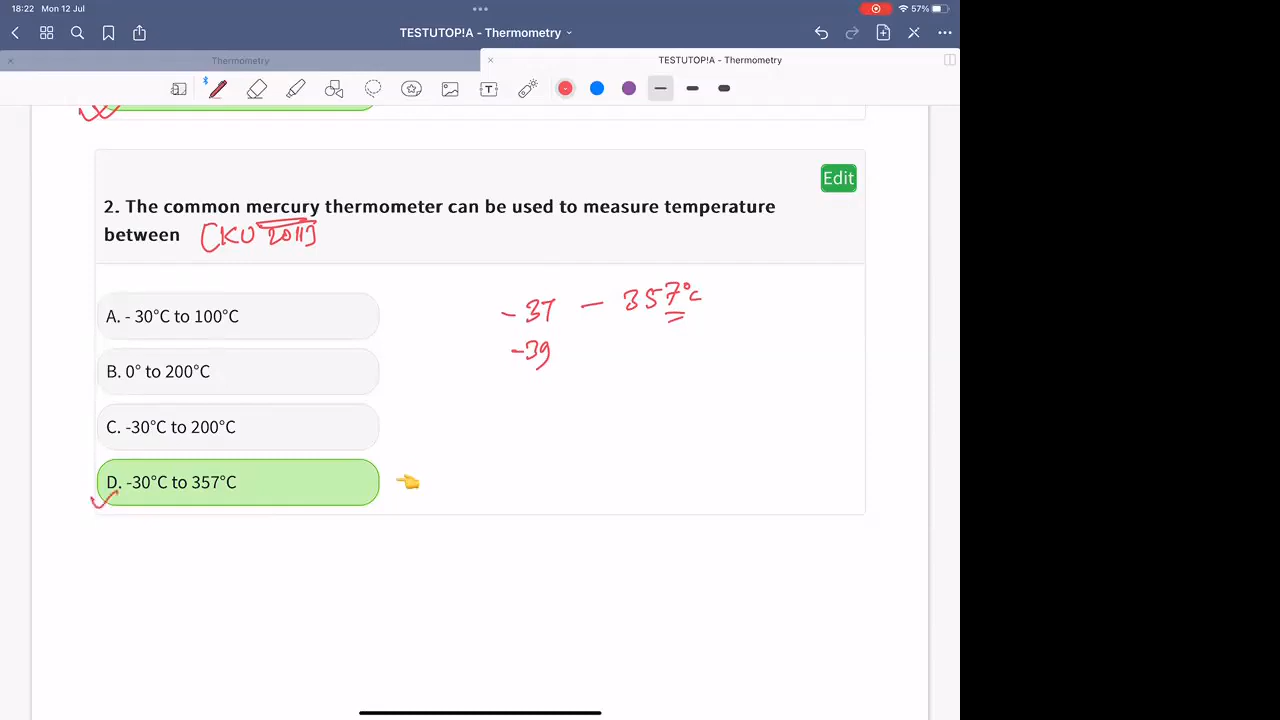 18:22 Mon 12 Jul
57%
TESTUTOP!A - Thermometry
Thermometry
TESTUTOP!A - Thermometry
T
Edit
2. The common mercury thermometer can be used to measure temperature
between [KU 2011]
-37 - 357°C
-39
A. - 30°C to 100°C
B. 0° to 200°C
C. -30°C to 200°C
D. -30°C to 357°C